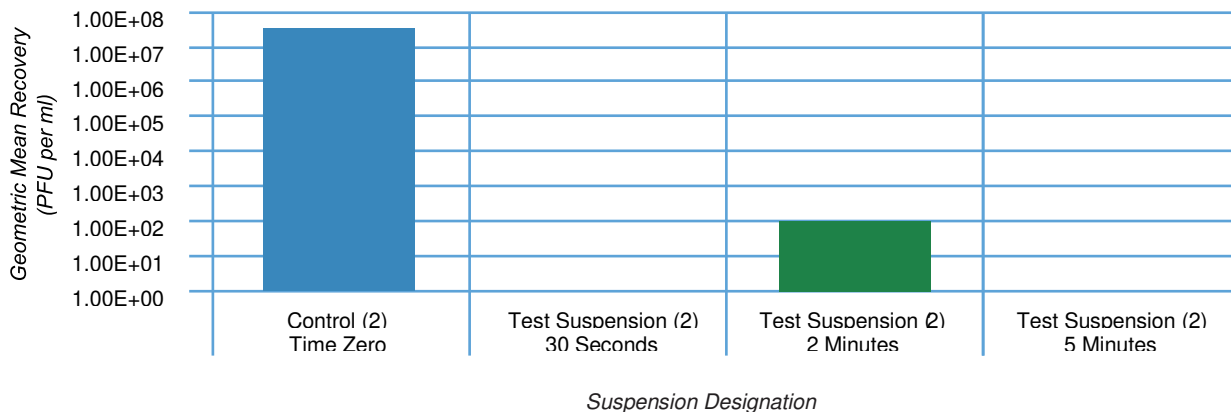 Geometric Mean Recovery
(PFU per ml)
1.00E+08
1.00E+07
1.00E+06
1.00E+05
1.00E+04
1.00E+03
1.00E+02
1.00E+01
1.00E+00
Control (2)
Time Zero
Test Suspension (2)
30 Seconds
Test Suspension (2)
2 Minutes
Test Suspension (2)
5 Minutes
Suspension Designation